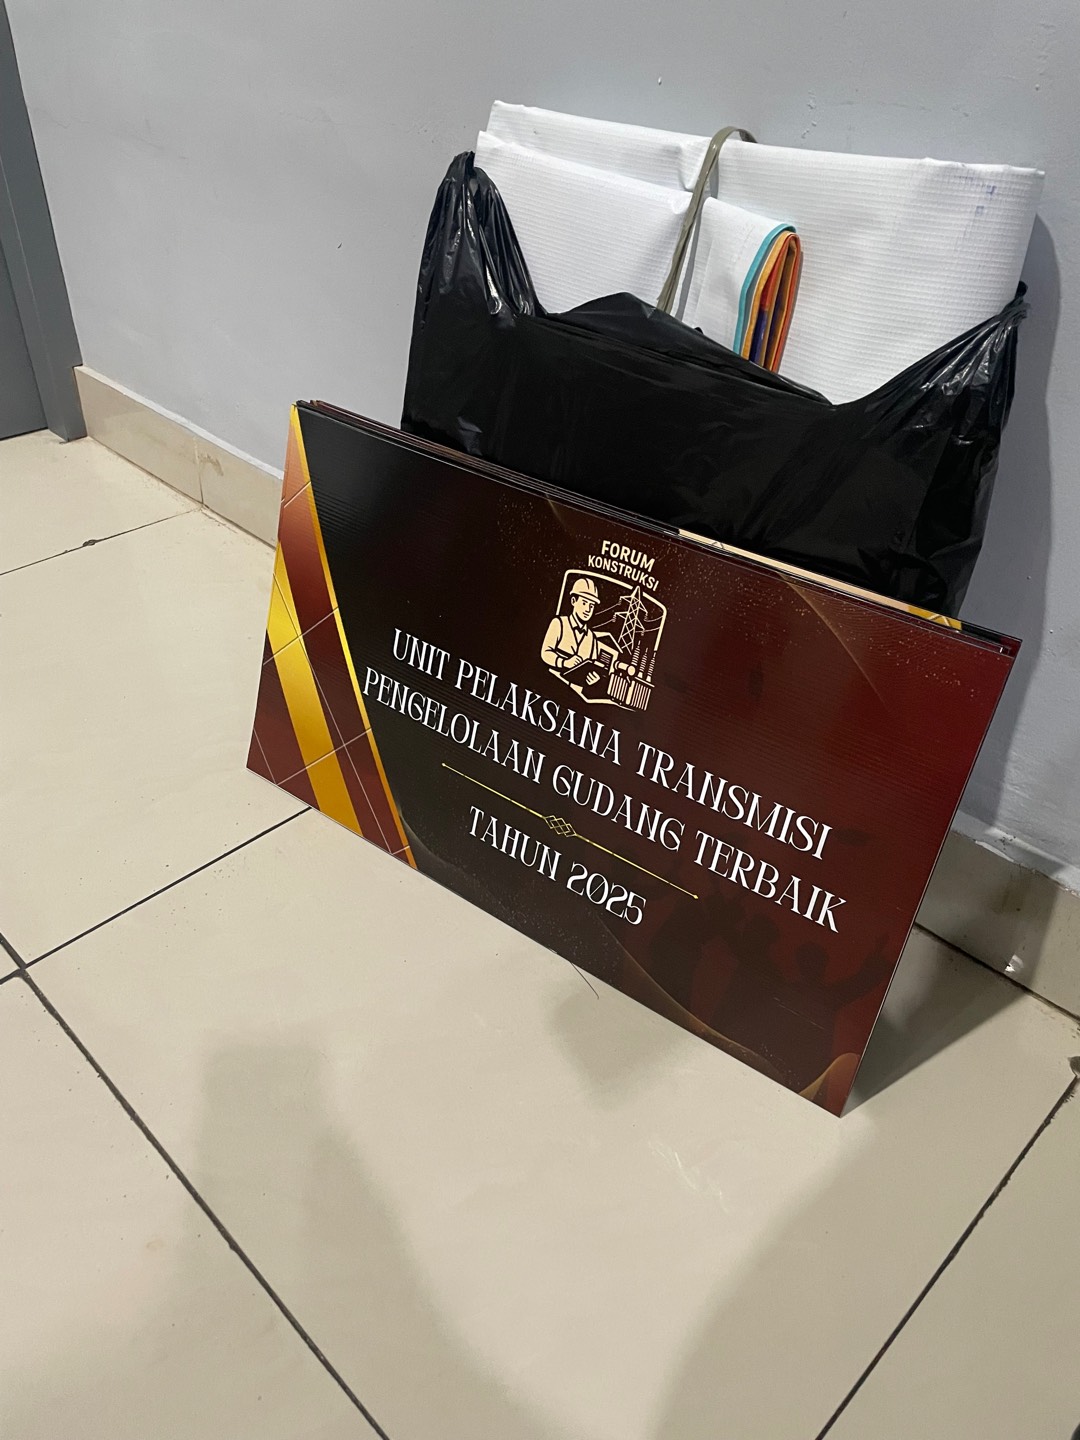 FORUM
KONSTRUKSI
UNIT PELAKSANA TRANSMISI
PENGELOLAAN GUDANG TERBAIK
TAHUN 2025